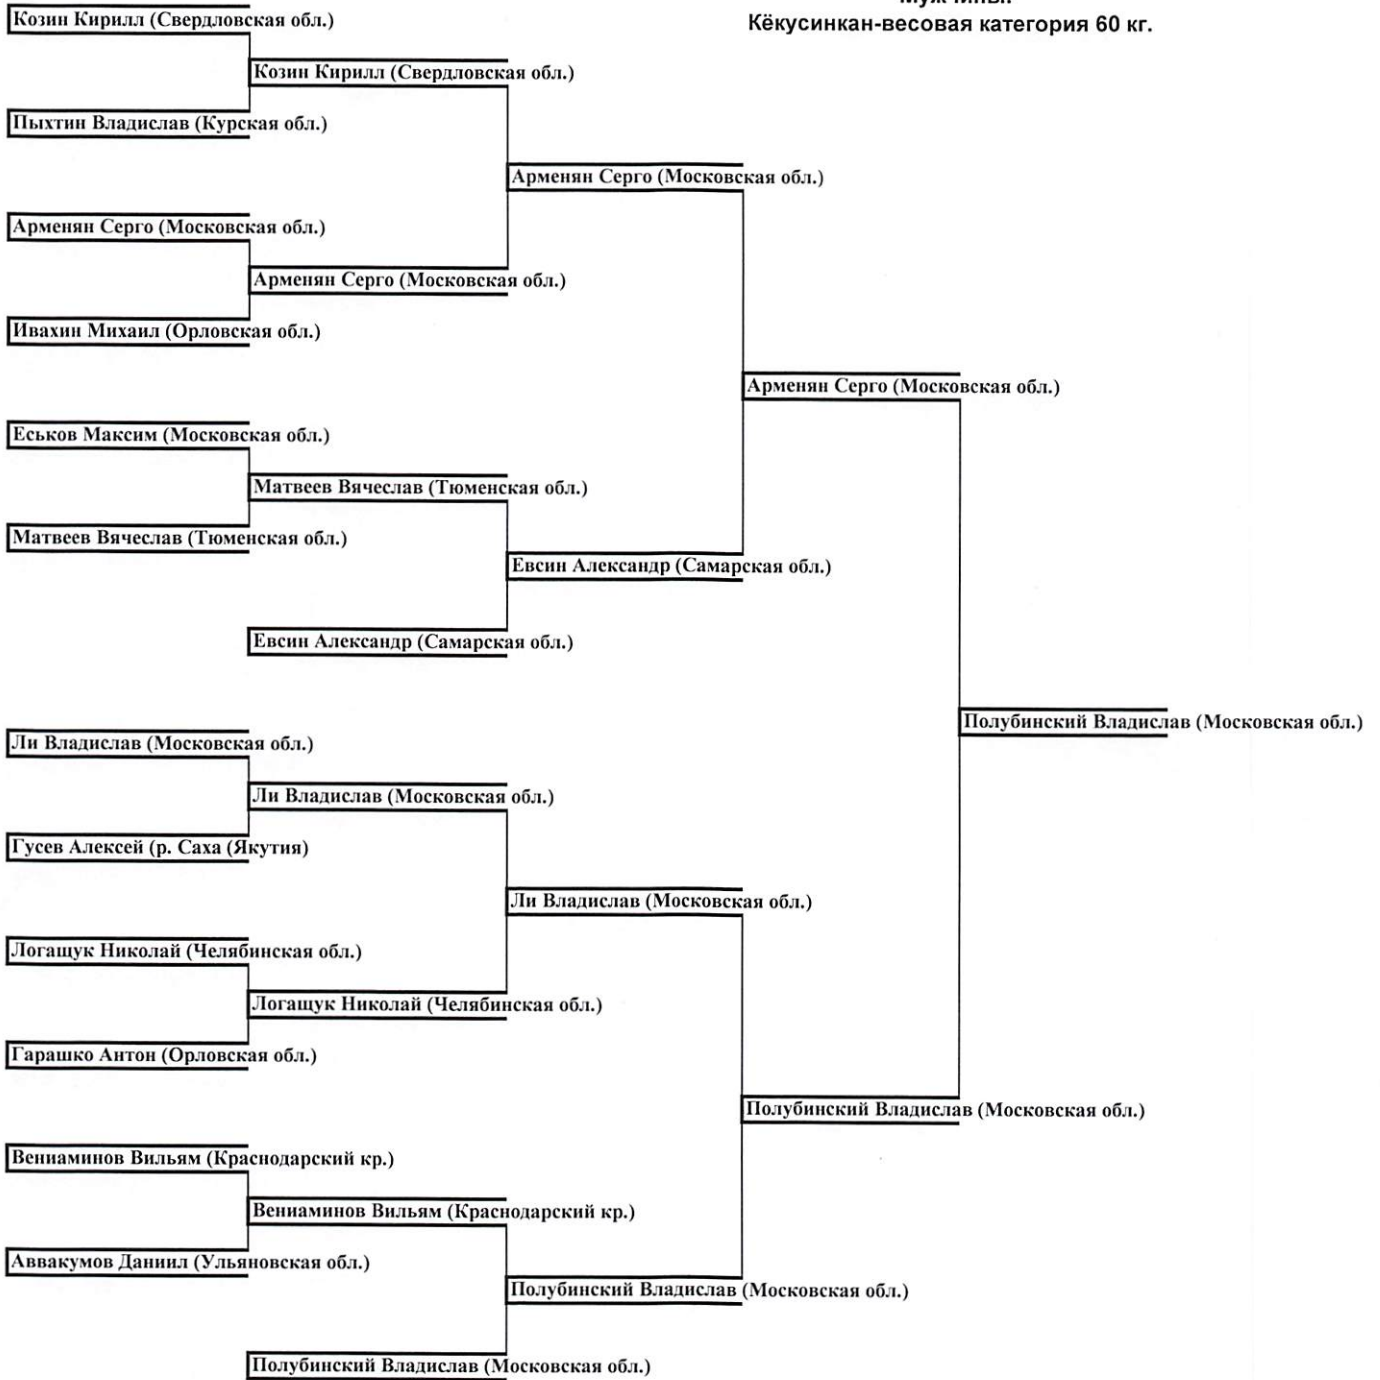 Мужчины.
Кёкусинкан-весовая категория 60 кг.
Козин Кирилл (Свердловская обл.)
Козин Кирилл (Свердловская обл.)
Пыхтин Владислав (Курская обл.)
Арменян Серго (Московская обл.)
Арменян Серго (Московская обл.)
Арменян Серго (Московская обл.)
Ивахин Михаил (Орловская обл.)
Арменян Серго (Московская обл.)
Еськов Максим (Московская обл.)
Матвеев Вячеслав (Тюменская обл.)
Матвеев Вячеслав (Тюменская обл.)
Евсин Александр (Самарская обл.)
Евсин Александр (Самарская обл.)
Полубинский Владислав (Московская обл.)
Ли Владислав (Московская обл.)
Ли Владислав (Московская обл.)
Гусев Алексей (р. Саха (Якутия)
Ли Владислав (Московская обл.)
Логащук Николай (Челябинская обл.)
Логащук Николай (Челябинская обл.)
Гарашко Антон (Орловская обл.)
Полубинский Владислав (Московская обл.)
Вениаминов Вильям (Краснодарский кр.)
Вениаминов Вильям (Краснодарский кр.)
Аввакумов Даниил (Ульяновская обл.)
Полубинский Владислав (Московская обл.)
Полубинский Владислав (Московская обл.)